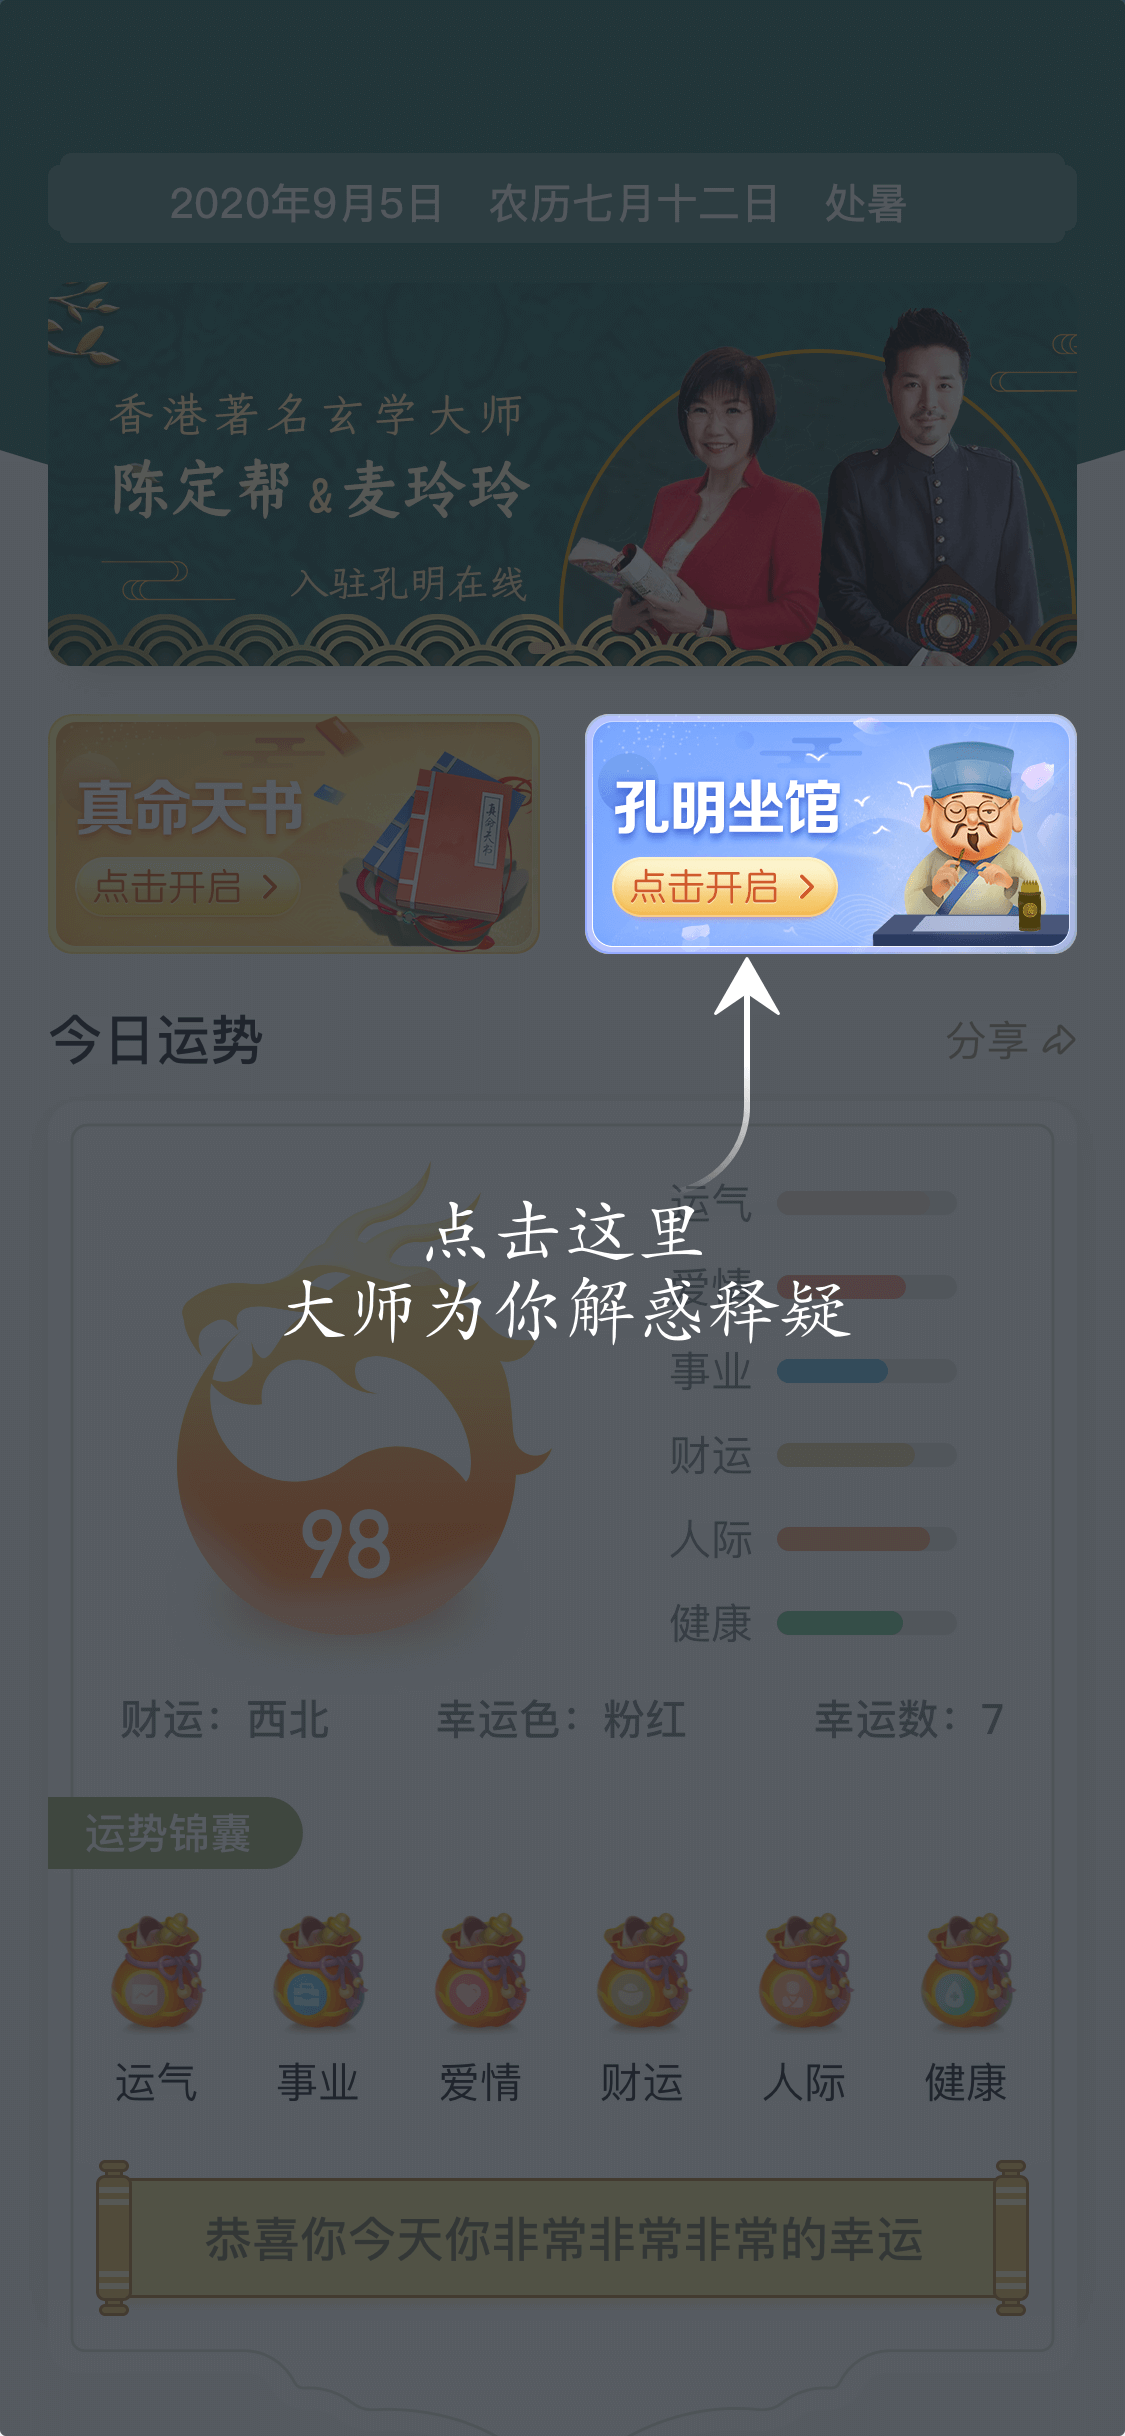 2020年9月5日 农历七月十二日 处暑
香港著名玄学大师
陈定帮&麦玲玲
入驻孔明在线
真命天书
点击开启
真命天书
孔明坐馆
点击开启
今日运势
分享
运气
点击这里
爱情
大师为你解惑释疑
事业
财运
98
人际
健康
财运：西北 幸运色：粉红 幸运数：7
运势锦囊
运气 事业 爱情 财运 人际 健康
恭喜你今天你非常非常非常的幸运